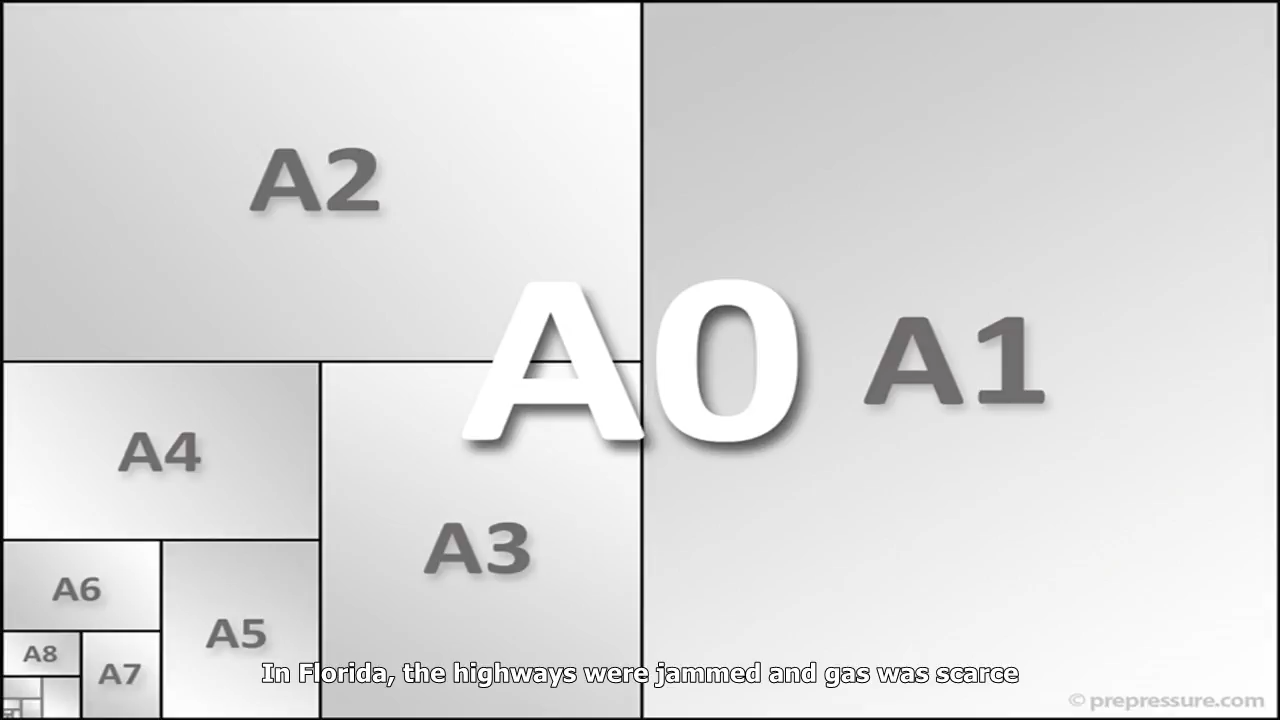 A2
A0
A1
A4
A3
A6
A5
A8
A7
In Florida, the highways were jammed and gas was scarce
© prepressure.com